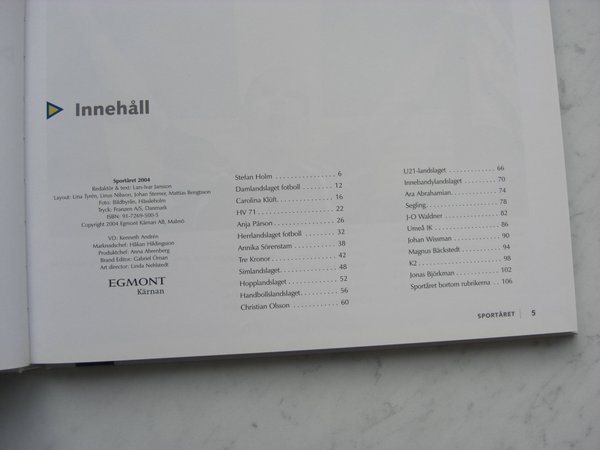 Innehåll
Sportåret 2004
Redaktör & text: Lars-Ivar Jansson
Layout: Lina Tyrén, Linus Nilsson, Johan Sterner, Mattias Bengtsson
Foto: Bildbyrån, Hässleholm
Tryck: Franzen A/S, Danmark
ISBN: 91-7269-500-5
Copyright 2004 Egmont Kärnan AB, Malmö
VD: Kenneth Andrén
Marknadschef: Håkan Hildingsson
Produktchef: Anna Ahrenberg
Brand Editor: Gabriel Öman
Art director: Linda Nehlstedt
EGMONT
Kärnan
Stefan Holm . . . . . . . . . . . . . . . . 6
Damlandslaget fotboll . . . . . . . . 12
Carolina Klüft. . . . . . . . . . . . . . . 16
HV 71 . . . . . . . . . . . . . . . . . . . . 22
Anja Pärson . . . . . . . . . . . . . . . . 26
Herrlandslaget fotboll . . . . . . . . 32
Annika Sörenstam . . . . . . . . . . . 38
Tre Kronor . . . . . . . . . . . . . . . . . 42
Simlandslaget. . . . . . . . . . . . . . . 48
Hopplandslaget . . . . . . . . . . . . . 52
Handbollslandslaget. . . . . . . . . . 56
Christian Olsson . . . . . . . . . . . . 60
U21-landslaget . . . . . . . . . . . . . 66
Innebandylandslaget . . . . . . . . . 70
Ara Abrahamian. . . . . . . . . . . . . 74
Segling. . . . . . . . . . . . . . . . . . . . 78
J-O Waldner . . . . . . . . . . . . . . . 82
Umeå IK . . . . . . . . . . . . . . . . . . 86
Johan Wissman . . . . . . . . . . . . . 90
Magnus Bäckstedt . . . . . . . . . . . 94
K2 . . . . . . . . . . . . . . . . . . . . . . . 98
Jonas Björkman. . . . . . . . . . . . . 102
Sportåret bortom rubrikerna . . 106
SPORTÅRET | 5